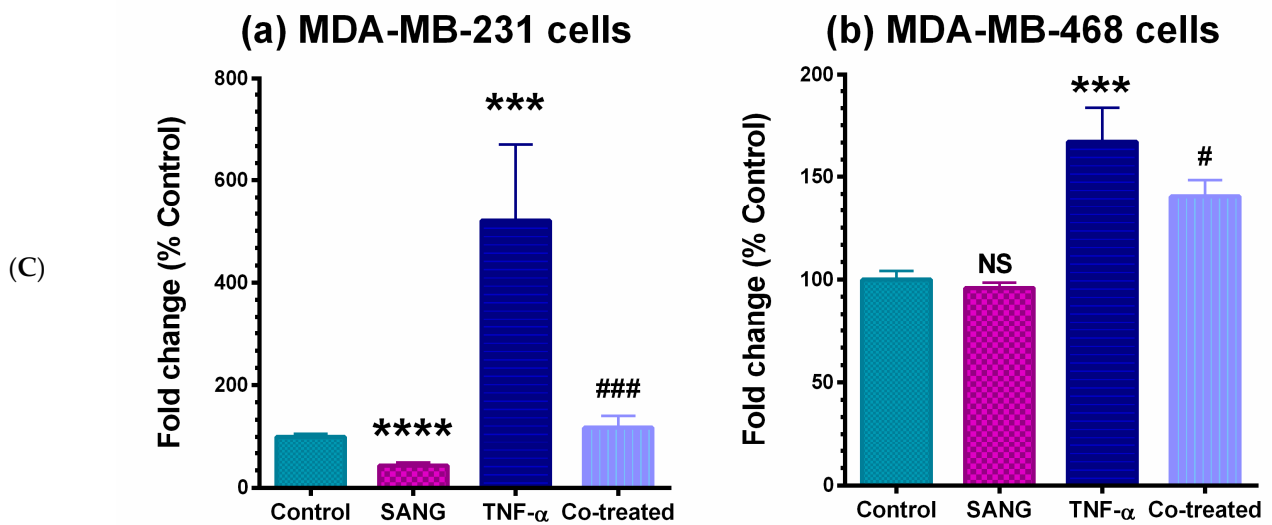 (C)
(a) MDA-MB-231 cells
Fold change (% Control)
800
600
400
200
0
***
****
###
Control SANG TNF-α Co-treated
(b) MDA-MB-468 cells
Fold change (% Control)
200
150
100
50
0
***
#
NS
Control SANG TNF-α Co-treated